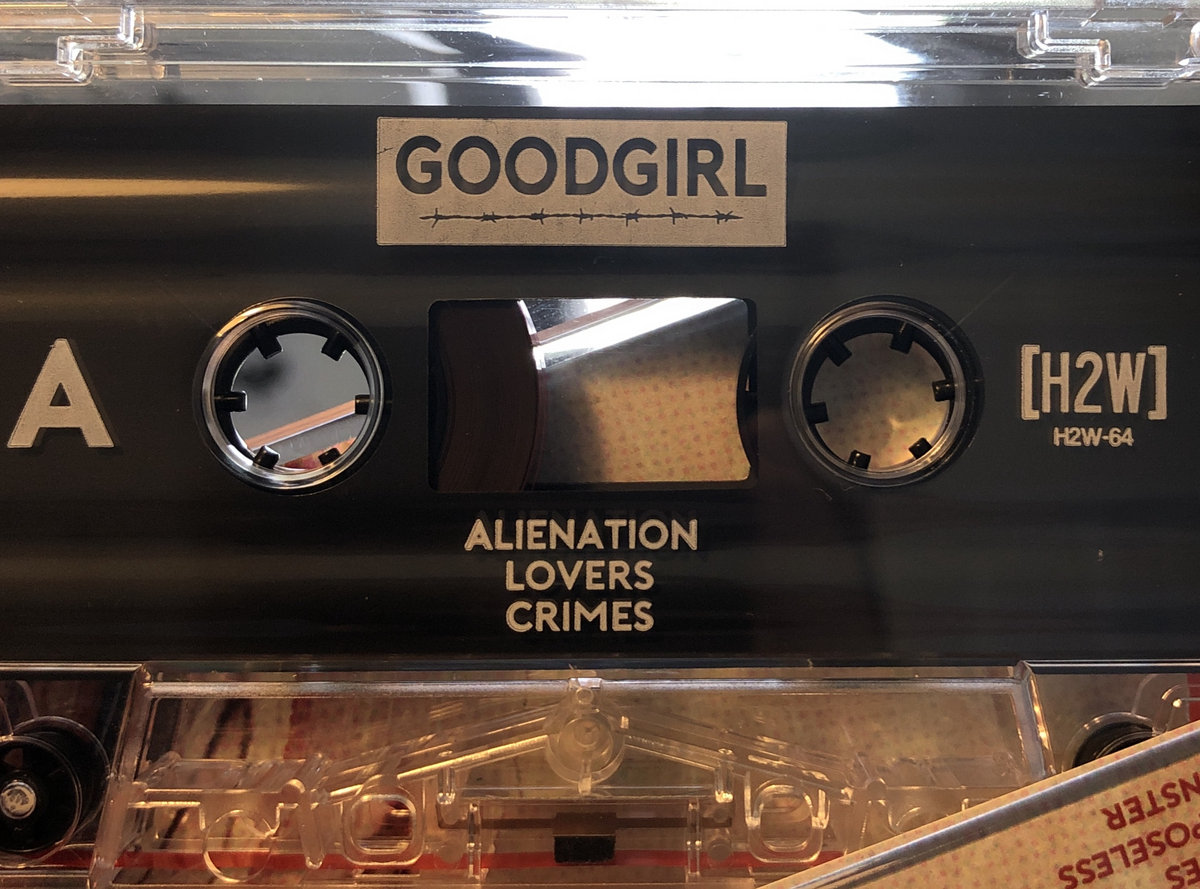 GOODGIRL
A
[H2W]
H2W-64
ALIENATION
LOVERS
CRIMES